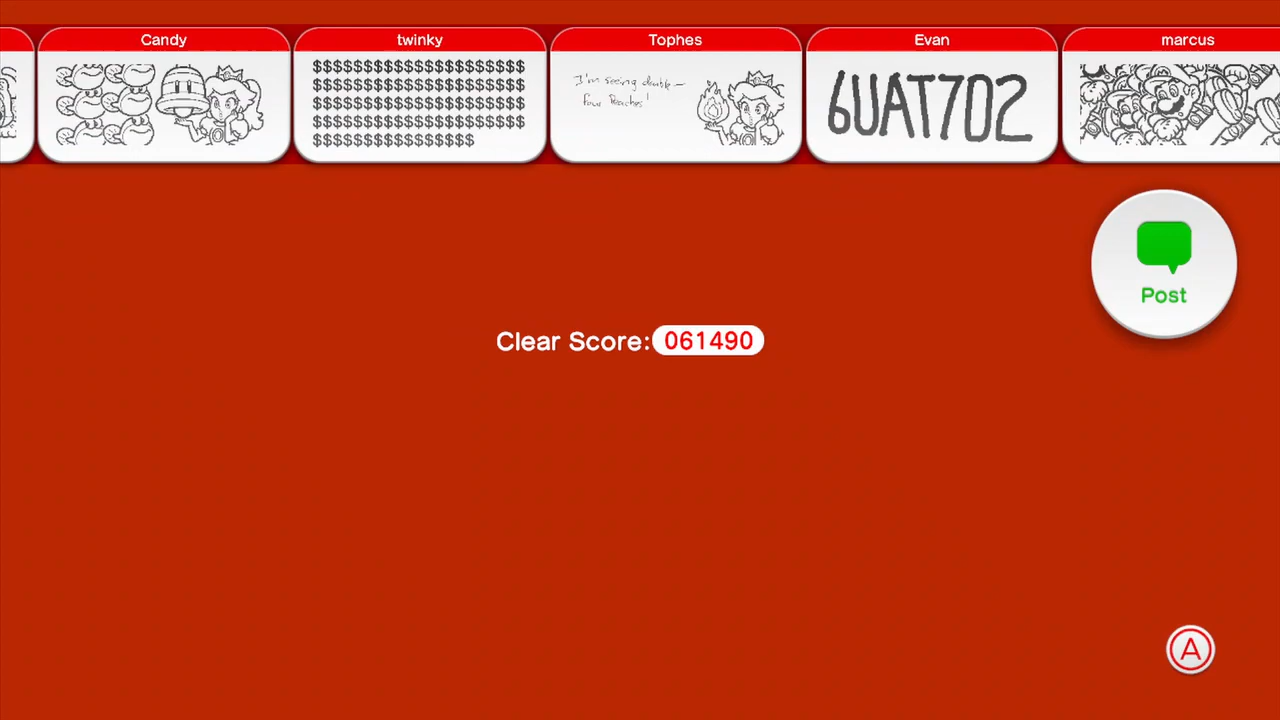 Candy
twinky
$$$$$$$$$$$$$$$$$$$$$
$$$$$$$$$$$$$$$$$$$$$
$$$$$$$$$$$$$$$$$$$$$
$$$$$$$$$$$$$$$$$$$$$
$$$$$$$$$$$$$$$$
Tophes
I'm seeing double—
Four Peaches!
Evan
6UAT702
marcus
Post
Clear Score: 061490
A